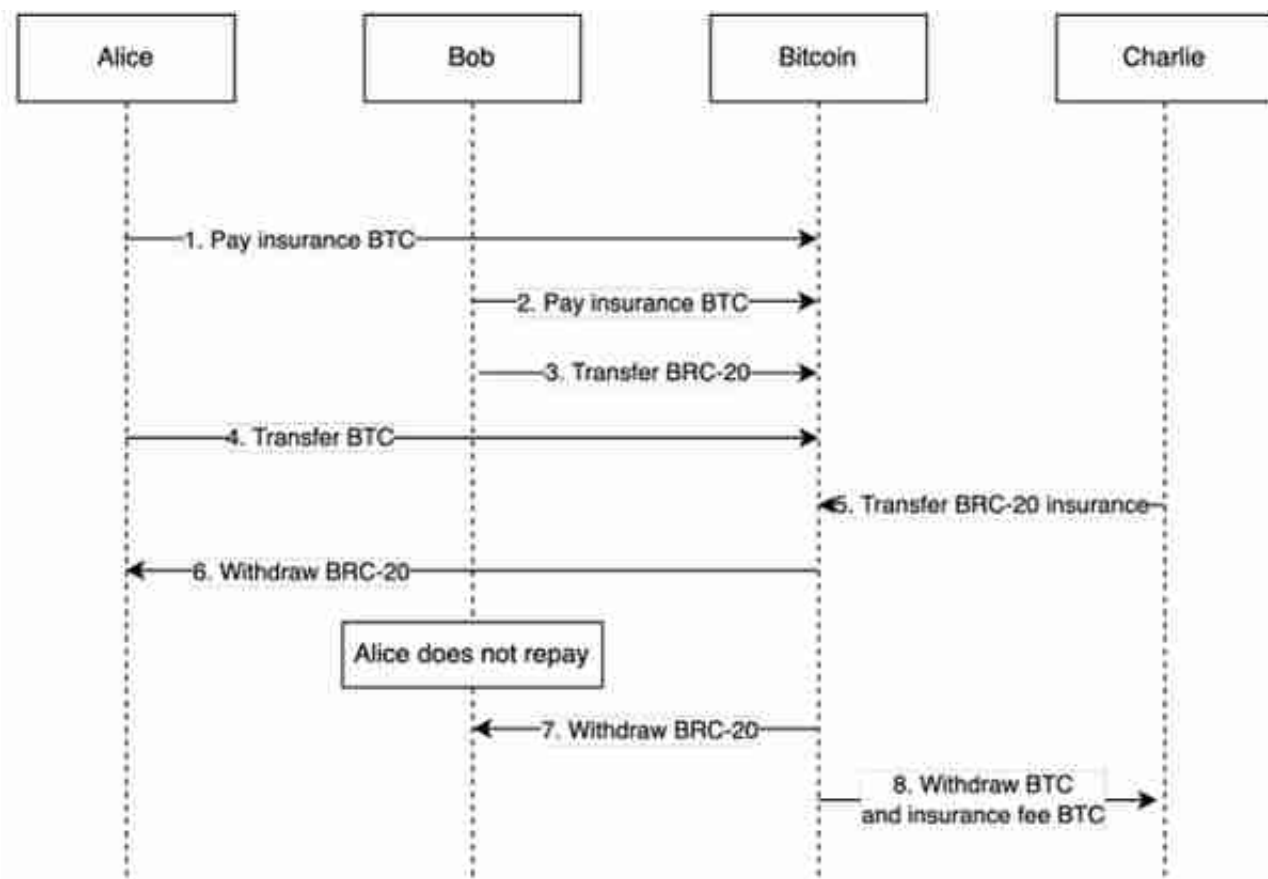 Alice
Bob
Bitcoin
Charlie
1. Pay insurance BTC
2. Pay insurance BTC
3. Transfer BRC-20
4. Transfer BTC
5. Transfer BRC-20 insurance
6. Withdraw BRC-20
Alice does not repay
7. Withdraw BRC-20
8. Withdraw BTC
and insurance fee BTC